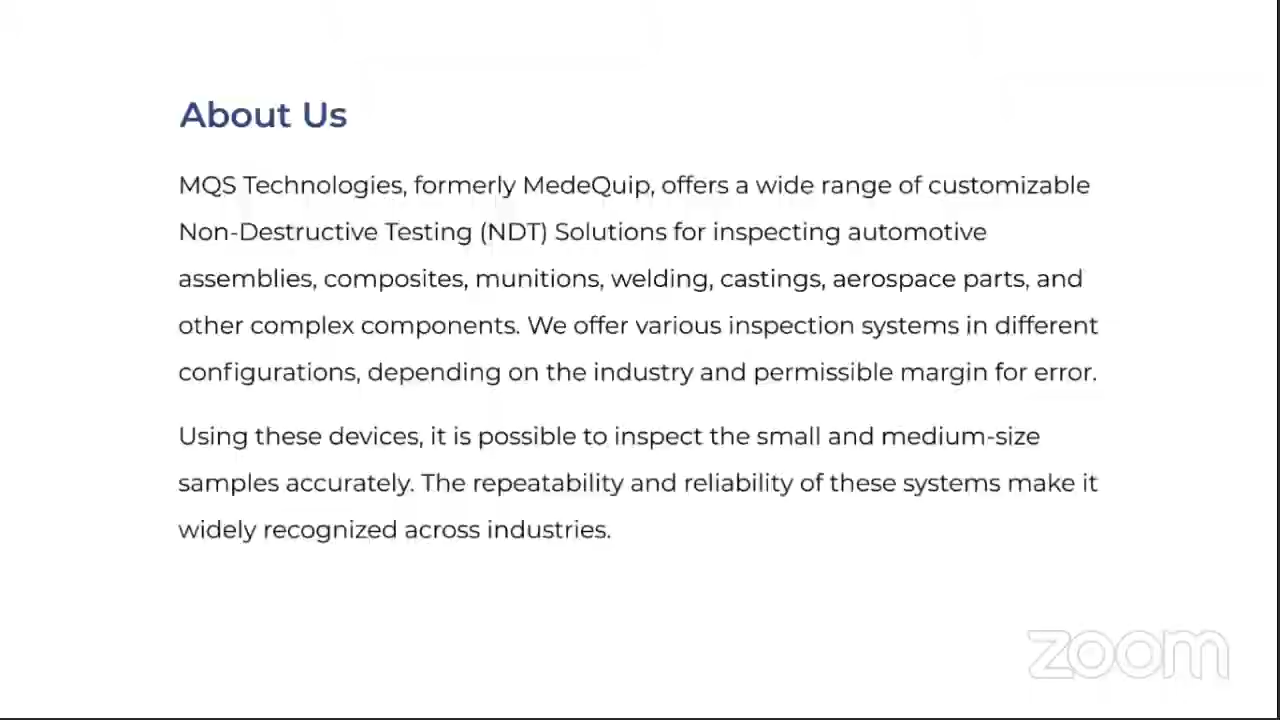 About Us
MQS Technologies, formerly MedeQuip, offers a wide range of customizable
Non-Destructive Testing (NDT) Solutions for inspecting automotive
assemblies, composites, munitions, welding, castings, aerospace parts, and
other complex components. We offer various inspection systems in different
configurations, depending on the industry and permissible margin for error.
Using these devices, it is possible to inspect the small and medium-size
samples accurately. The repeatability and reliability of these systems make it
widely recognized across industries.
zoom